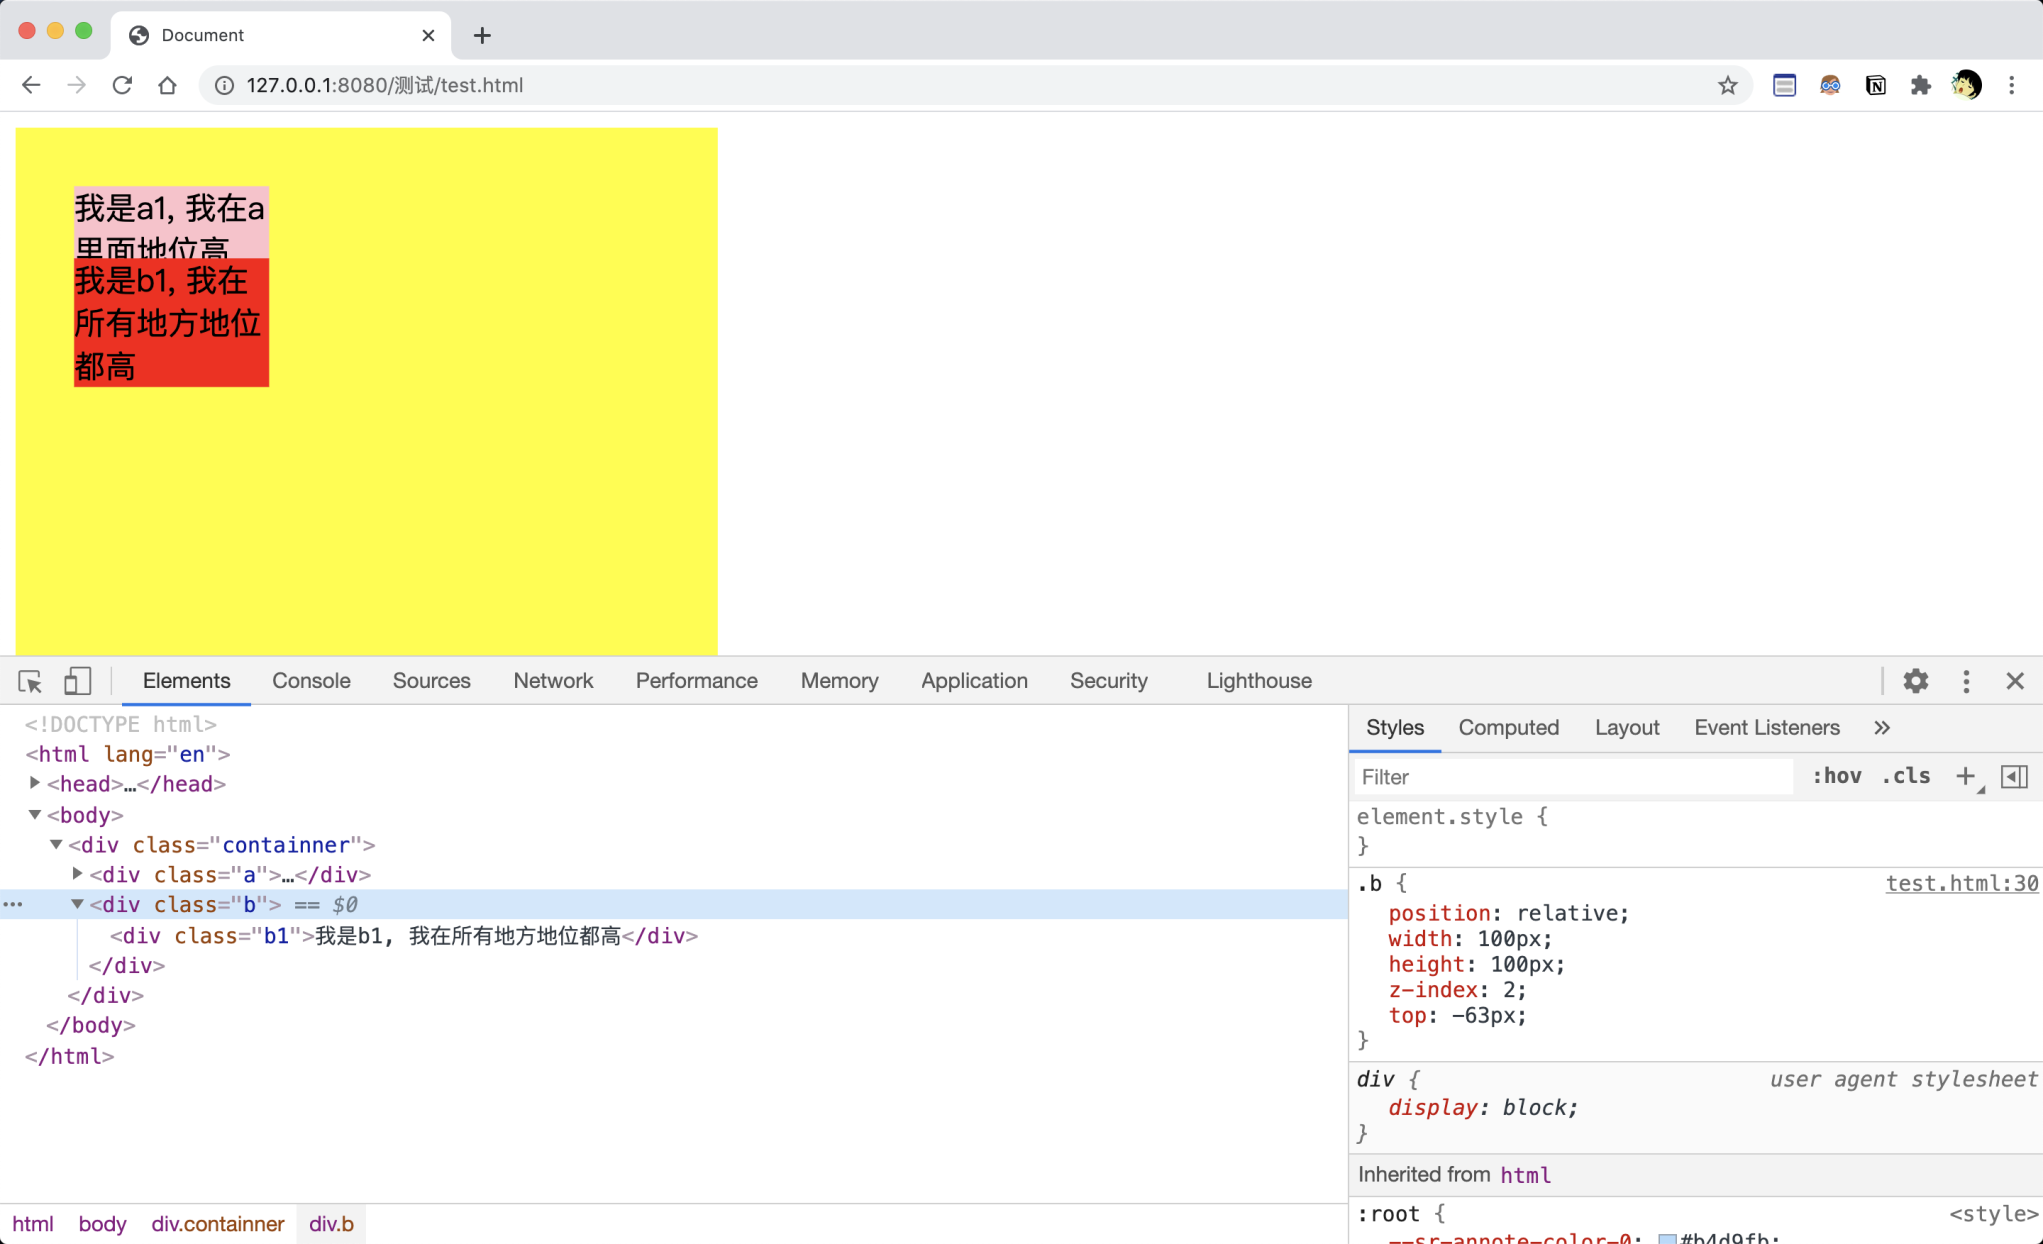 Document
127.0.0.1:8080/测试/test.html
我是a1, 我在a
里面地位高
我是b1, 我在
所有地方地位
都高
Elements Console Sources Network Performance Memory Application Security Lighthouse
<!DOCTYPE html>
<html lang="en">
<head>…</head>
<body>
<div class="containner">
<div class="a">…</div>
<div class="b"> == $0
<div class="b1">我是b1, 我在所有地方地位都高</div>
</div>
</div>
</body>
</html>
html body div.containner div.b
Styles Computed Layout Event Listeners »
Filter :hov .cls +
element.style {
}
.b { test.html:30
position: relative;
width: 100px;
height: 100px;
z-index: 2;
top: -63px;
}
div { user agent stylesheet
display: block;
}
Inherited from html
:root { <style>
--sr-annote-color-0: #b4d9fb;